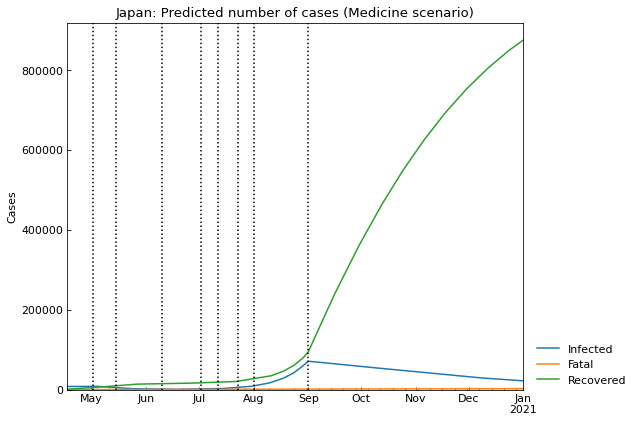 Japan: Predicted number of cases (Medicine scenario)
Cases
800000
600000
400000
200000
0
May Jun Jul Aug Sep Oct Nov Dec Jan
2021
Infected
Fatal
Recovered